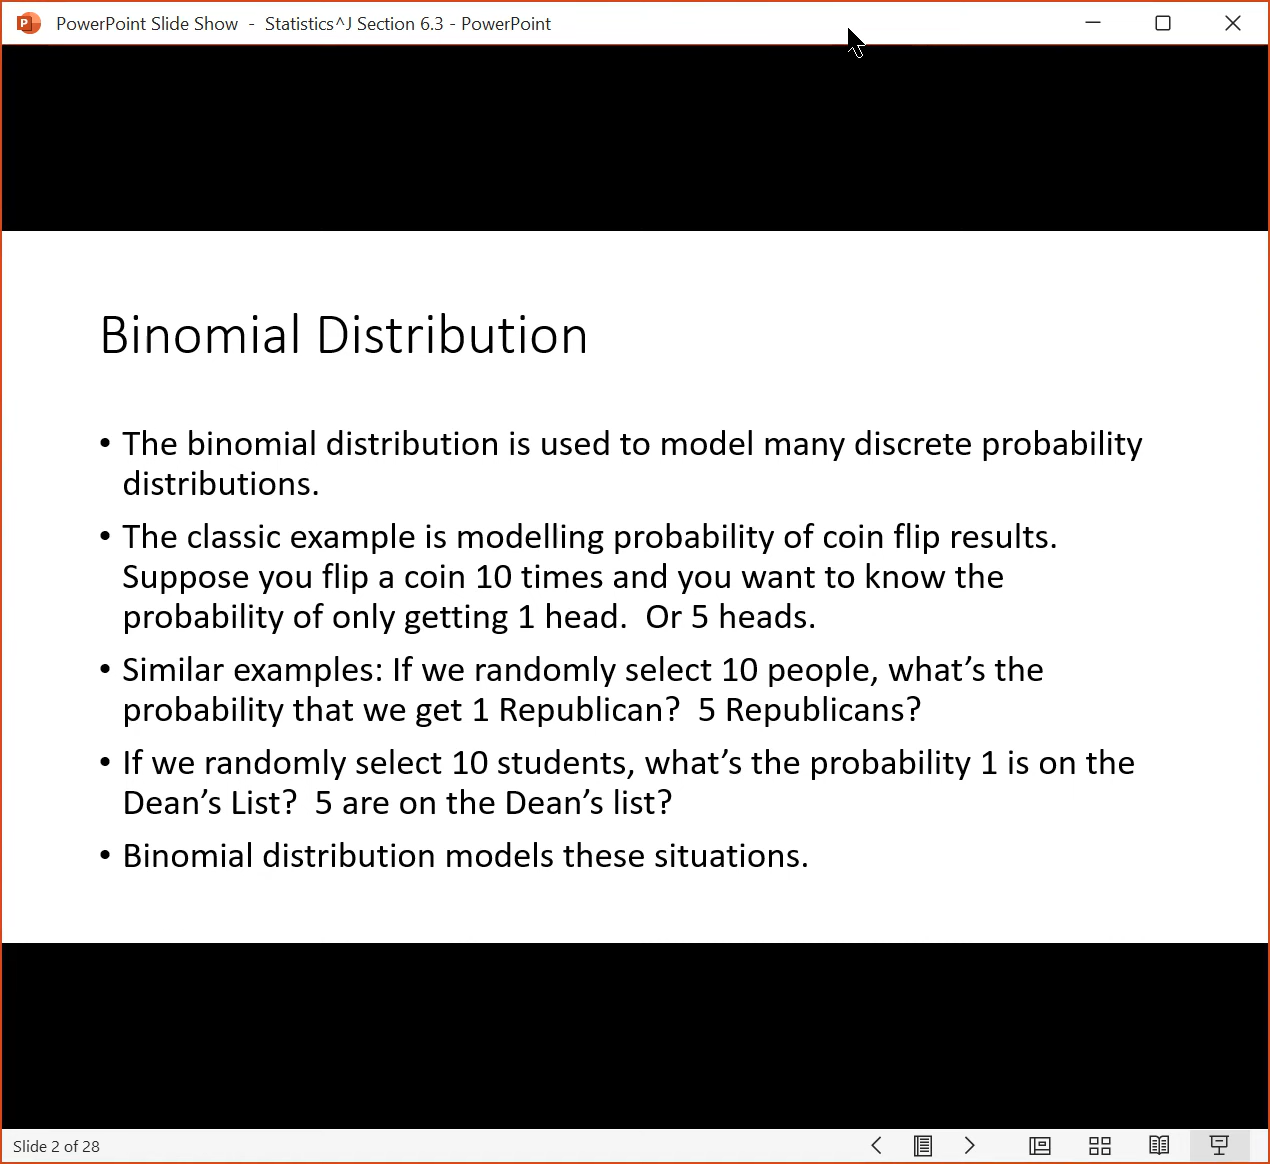 PowerPoint Slide Show - Statistics^J Section 6.3 - PowerPoint
Binomial Distribution
• The binomial distribution is used to model many discrete probability
distributions.
• The classic example is modelling probability of coin flip results.
Suppose you flip a coin 10 times and you want to know the
probability of only getting 1 head.  Or 5 heads.
• Similar examples: If we randomly select 10 people, what’s the
probability that we get 1 Republican?  5 Republicans?
• If we randomly select 10 students, what’s the probability 1 is on the
Dean’s List?  5 are on the Dean’s list?
• Binomial distribution models these situations.
Slide 2 of 28